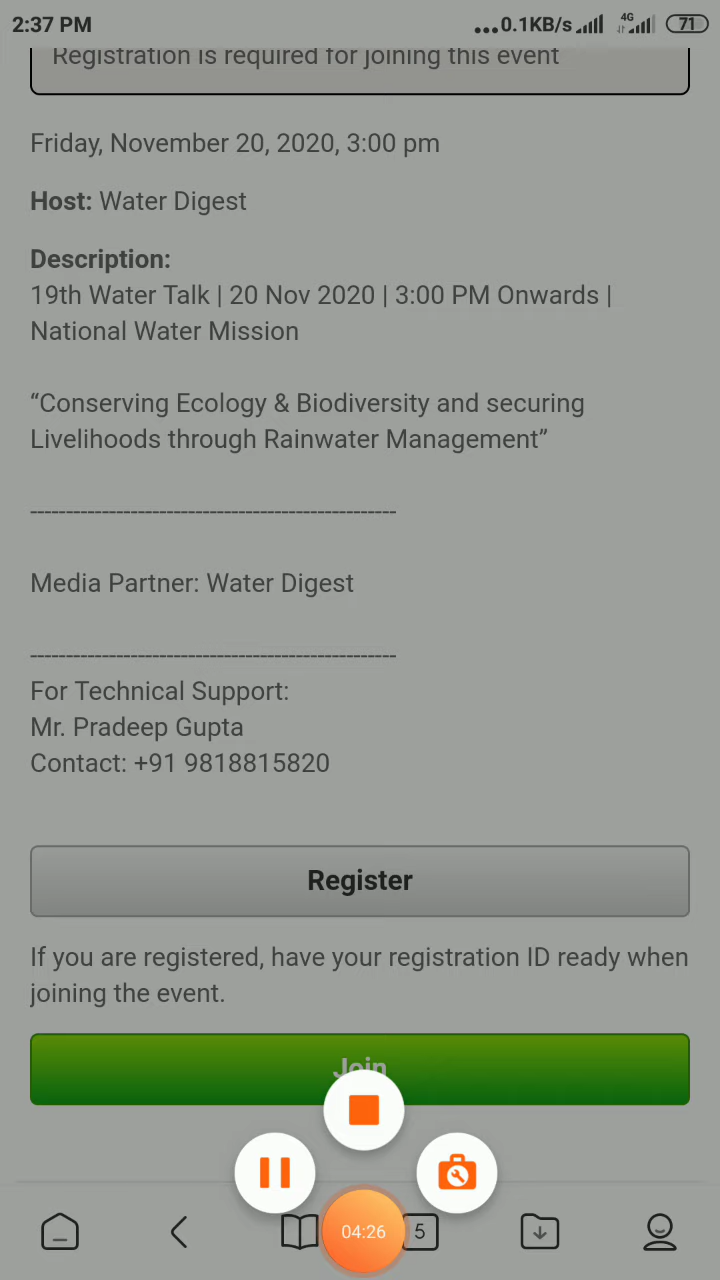 2:37 PM
...0.1KB/s
4G
71
Registration is required for joining this event
Friday, November 20, 2020, 3:00 pm
Host: Water Digest
Description:
19th Water Talk | 20 Nov 2020 | 3:00 PM Onwards |
National Water Mission
“Conserving Ecology & Biodiversity and securing
Livelihoods through Rainwater Management”
---------------------------------------------------
Media Partner: Water Digest
---------------------------------------------------
For Technical Support:
Mr. Pradeep Gupta
Contact: +91 9818815820
Register
If you are registered, have your registration ID ready when
joining the event.
Join
04:26
5